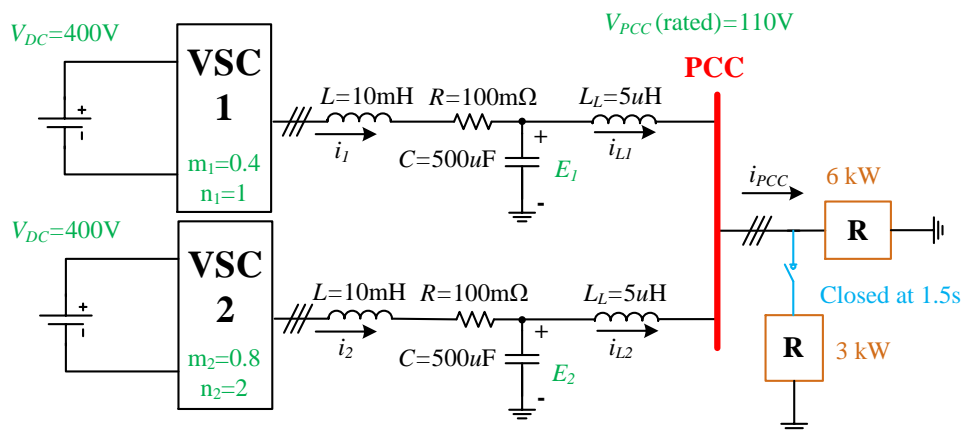 V_PCC (rated)=110V
V_DC=400V
VSC
1
m₁=0.4
n₁=1
L=10mH
R=100mΩ
L_L=5uH
PCC
i₁
C=500uF
+
E₁
-
i_L1
i_PCC
6 kW
R
V_DC=400V
VSC
2
m₂=0.8
n₂=2
L=10mH
R=100mΩ
L_L=5uH
i₂
C=500uF
+
E₂
-
i_L2
Closed at 1.5s
R
3 kW